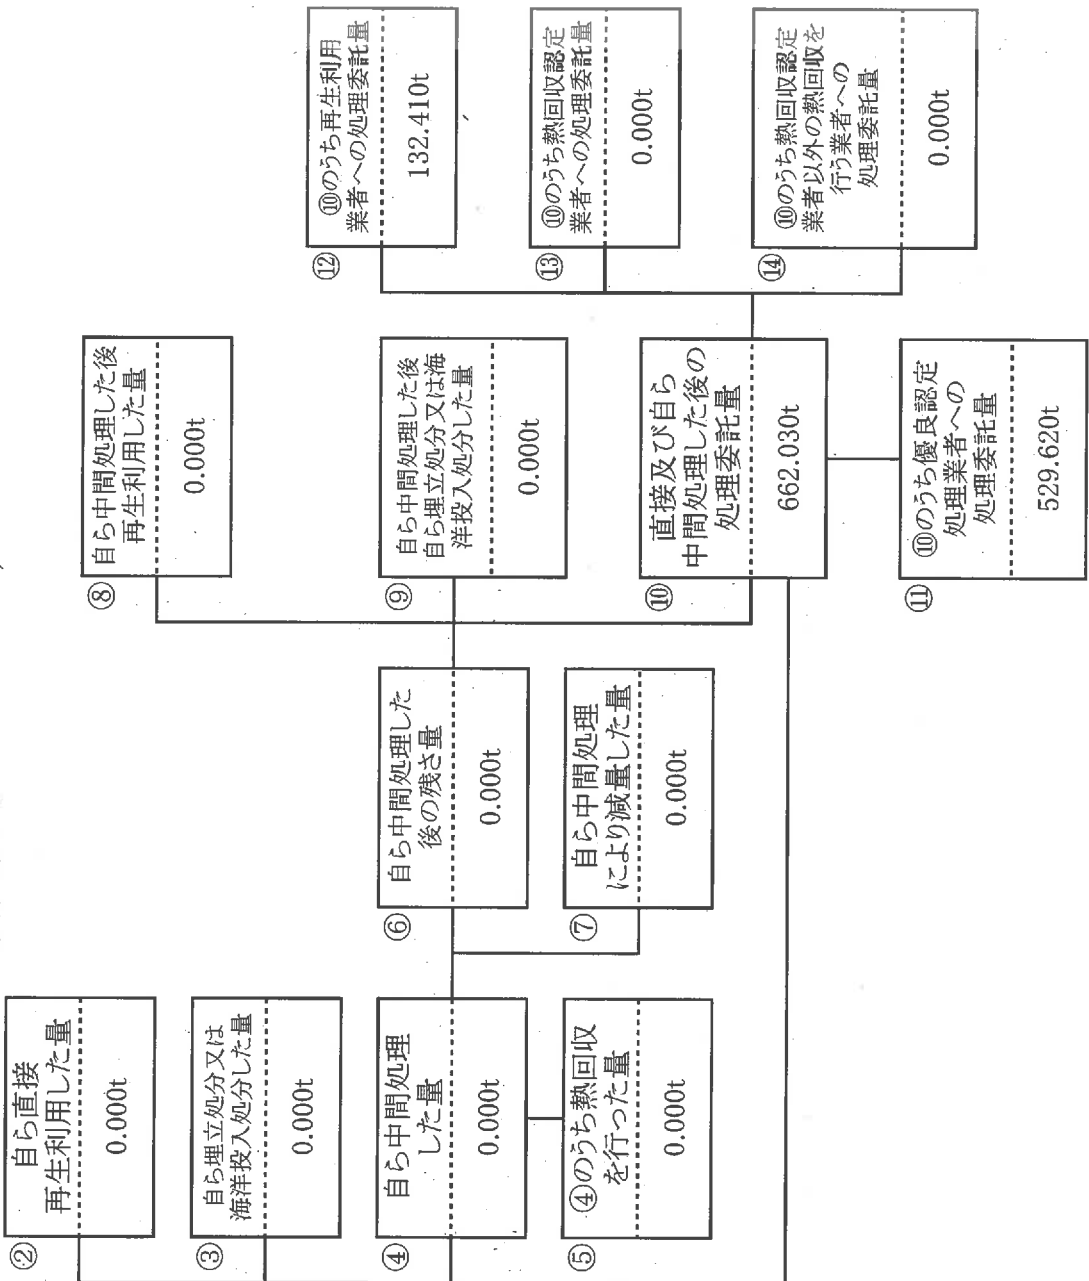 ②
自ら直接
再生利用した量
0.000t
③
自ら埋立処分又は
海洋投入処分した量
0.000t
④
自ら中間処理
した量
0.000t
⑤
④のうち熱回収
を行った量
0.000t
⑥
自ら中間処理した
後の残さ量
0.000t
⑦
自ら中間処理
により減量した量
0.000t
⑧
自ら中間処理した後
再生利用した量
0.000t
⑨
自ら中間処理した後
自ら埋立処分又は海
洋投入処分した量
0.000t
⑩
直接及び自ら
中間処理した後の
処理委託量
662.030t
⑪
⑩のうち優良認定
処理業者への
処理委託量
529.620t
⑫
⑩のうち再生利用
業者への処理委託量
132.410t
⑬
⑩のうち熱回収認定
業者への処理委託量
0.000t
⑭
⑩のうち熱回収認定
業者以外の熱回収を
行う業者への
処理委託量
0.000t